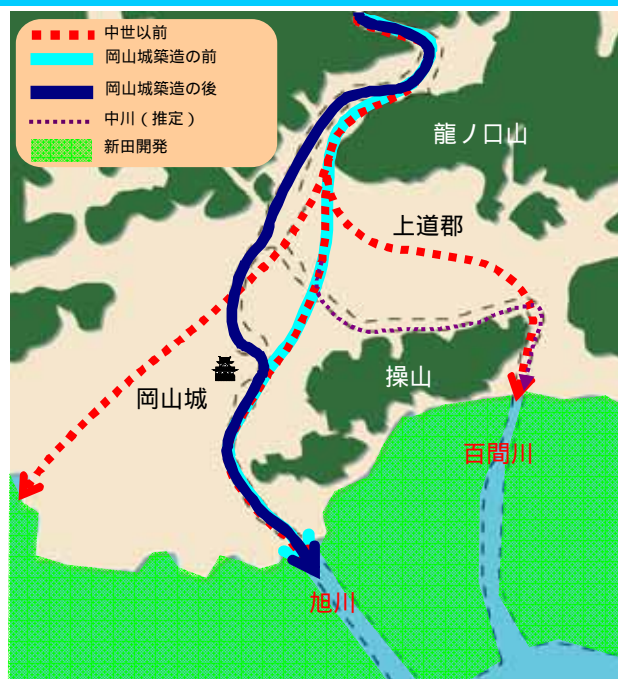 中世以前
岡山城築造の前
岡山城築造の後
中川（推定）
新田開発
龍ノ口山
上道郡
操山
岡山城
百間川
旭川